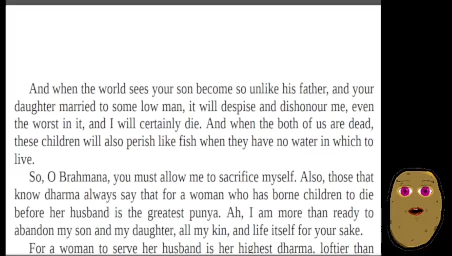 And when the world sees your son become so unlike his father, and your
daughter married to some low man, it will despise and dishonour me, even
the worst in it, and I will certainly die. And when the both of us are dead,
these children will also perish like fish when they have no water in which to
live.
So, O Brahmana, you must allow me to sacrifice myself. Also, those that
know dharma always say that for a woman who has borne children to die
before her husband is the greatest punya. Ah, I am more than ready to
abandon my son and my daughter, all my kin, and life itself for your sake.
For a woman to serve her husband is her highest dharma, loftier than